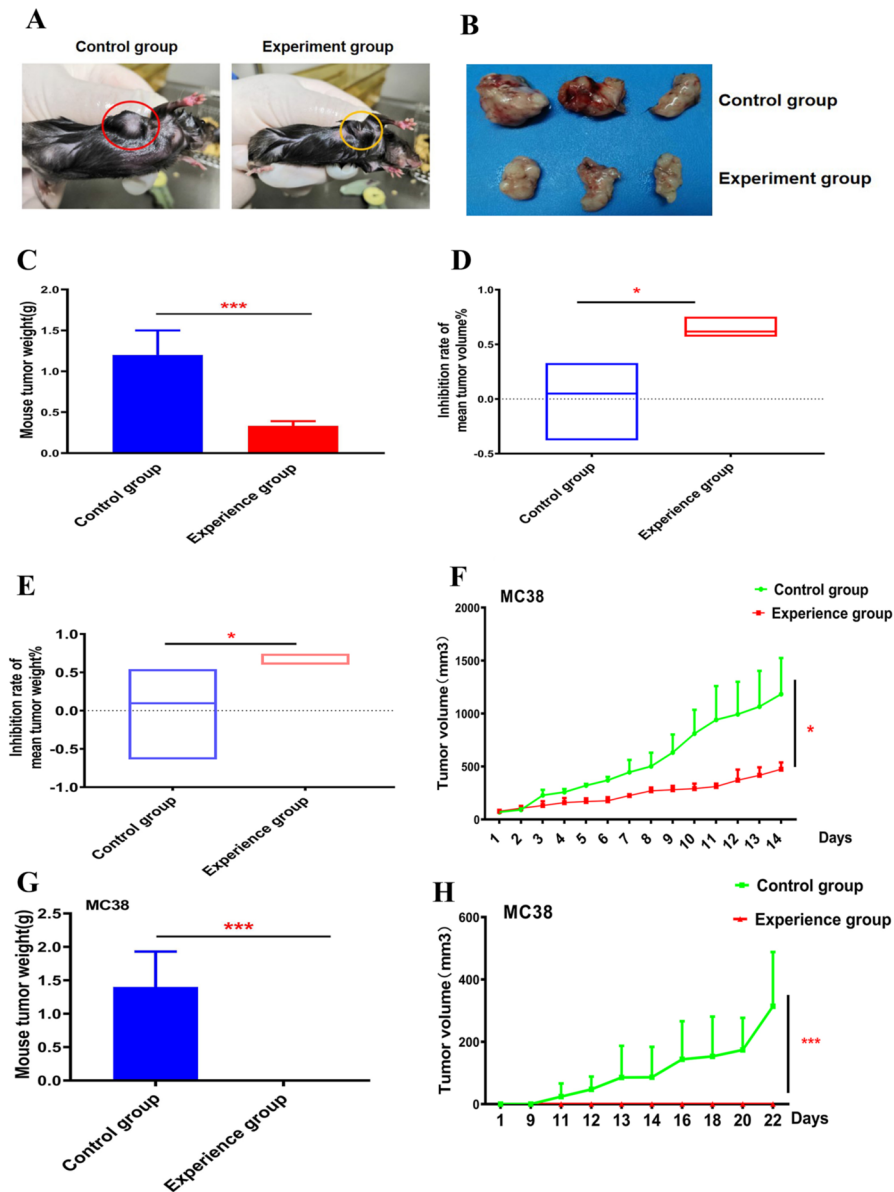 A
Control group
Experiment group
B
Control group
Experiment group
C
Mouse tumor weight(g)
2.0
1.5
1.0
0.5
0.0
***
Control group
Experience group
D
Inhibition rate of
mean tumor volume%
1.0
0.5
0.0
-0.5
*
Control group
Experience group
E
Inhibition rate of
mean tumor weight%
1.0
0.5
0.0
-0.5
-1.0
*
Control group
Experience group
F
MC38
Control group
Experience group
Tumor volume (mm3)
2000
1500
1000
500
0
*
1 2 3 4 5 6 7 8 9 10 11 12 13 14 Days
G
MC38
Mouse tumor weight(g)
2.5
2.0
1.5
1.0
0.5
0.0
***
Control group
Experience group
H
MC38
Control group
Experience group
Tumor volume (mm3)
600
400
200
0
***
1 9 11 12 13 14 16 18 20 22 Days